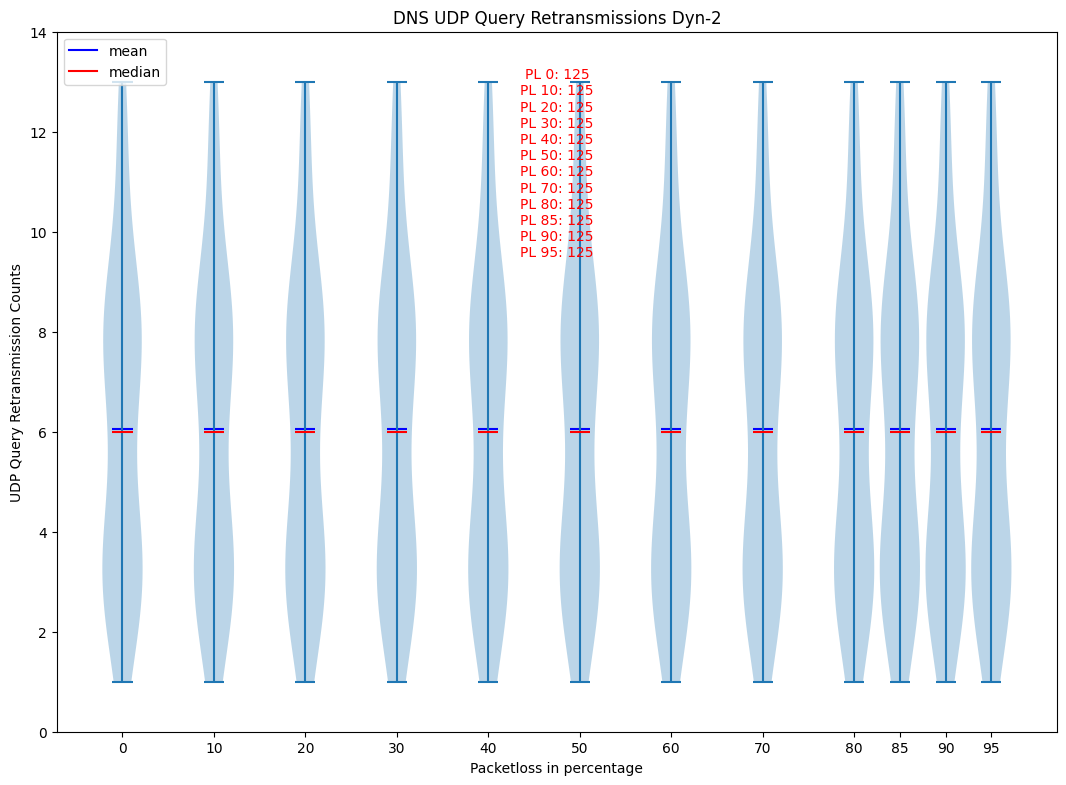 DNS UDP Query Retransmissions Dyn-2
mean
median
PL 0: 125
PL 10: 125
PL 20: 125
PL 30: 125
PL 40: 125
PL 50: 125
PL 60: 125
PL 70: 125
PL 80: 125
PL 85: 125
PL 90: 125
PL 95: 125
UDP Query Retransmission Counts
14
12
10
8
6
4
2
0
0 10 20 30 40 50 60 70 80 85 90 95
Packetloss in percentage